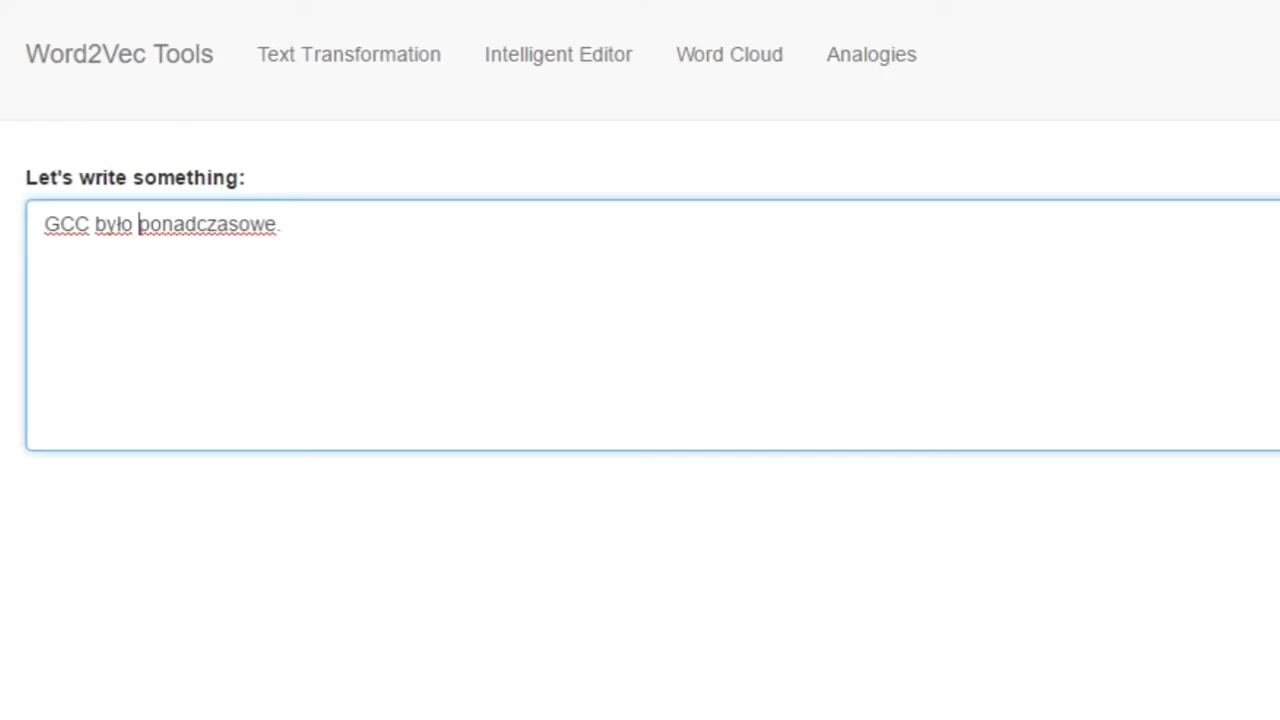 Word2Vec Tools Text Transformation Intelligent Editor Word Cloud Analogies
Let's write something:
GCC było ponadczasowe.